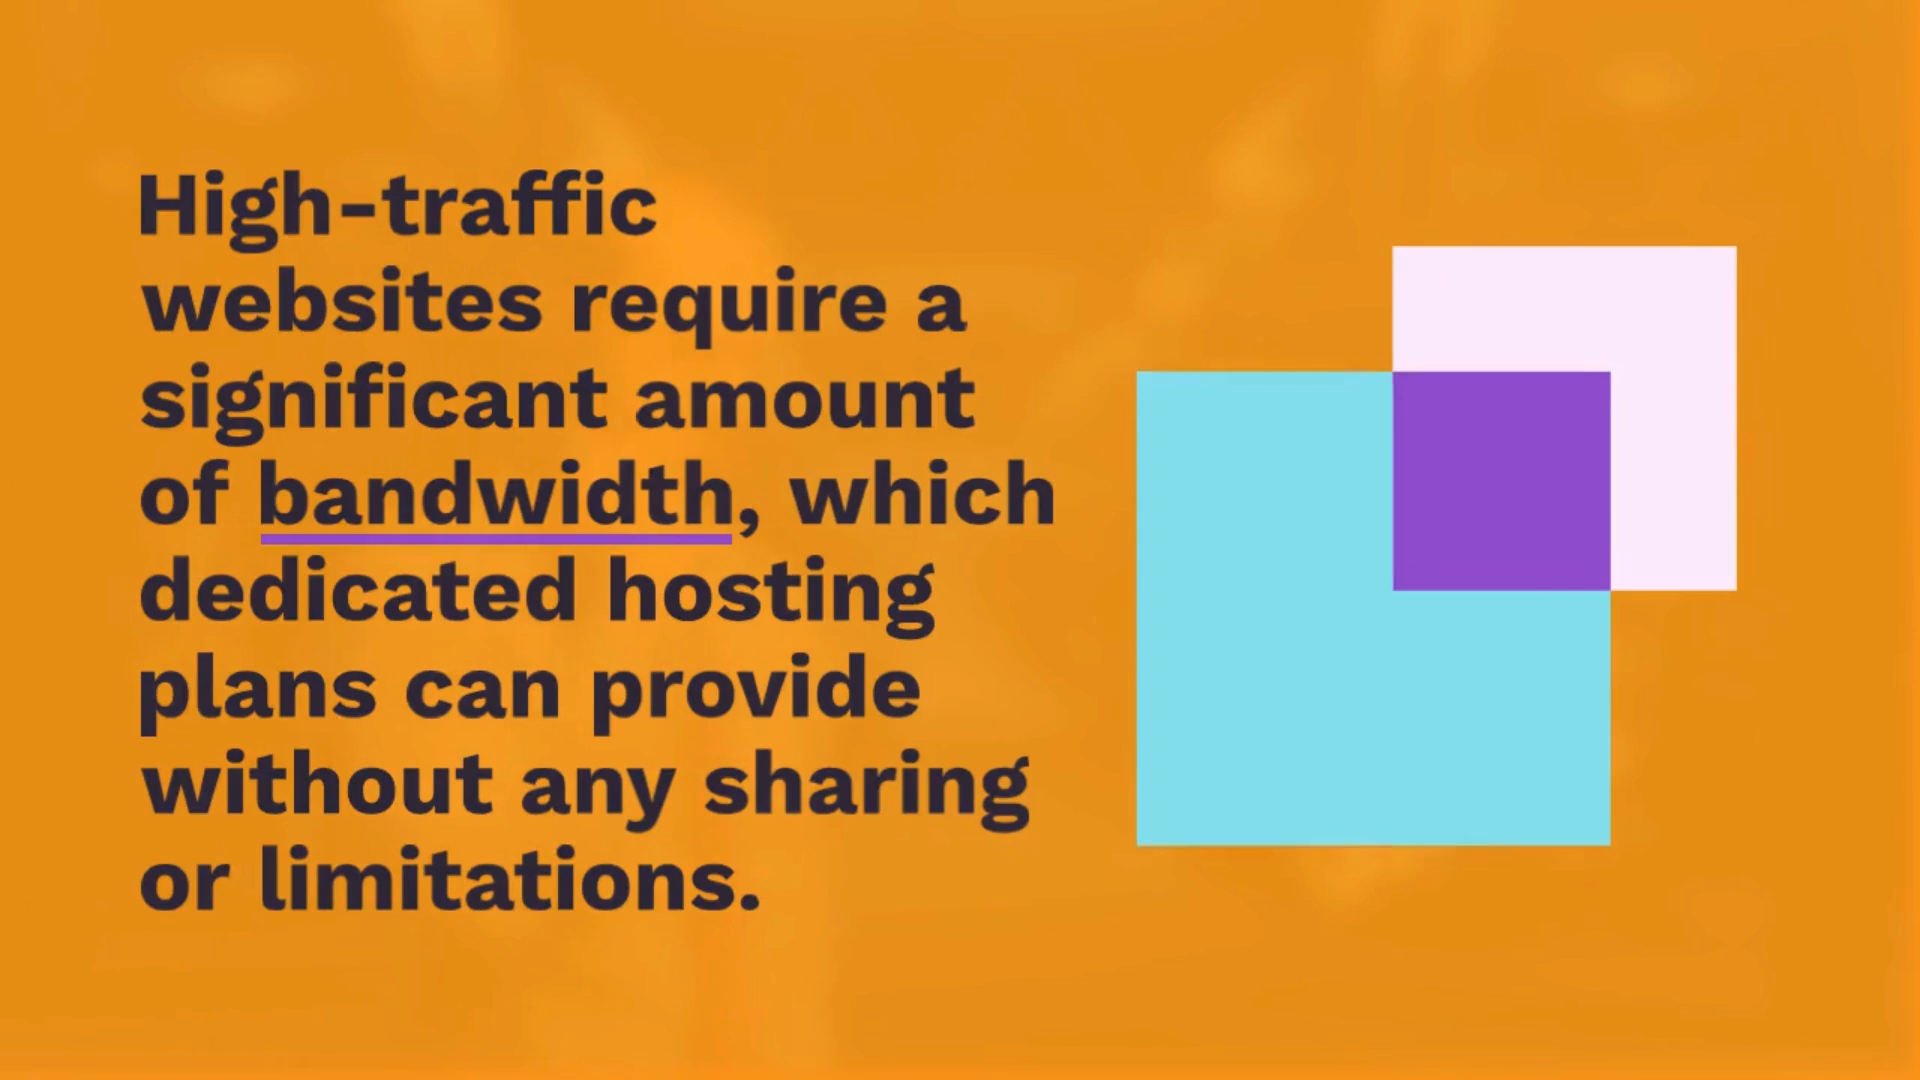 High-traffic
websites require a
significant amount
of bandwidth, which
dedicated hosting
plans can provide
without any sharing
or limitations.